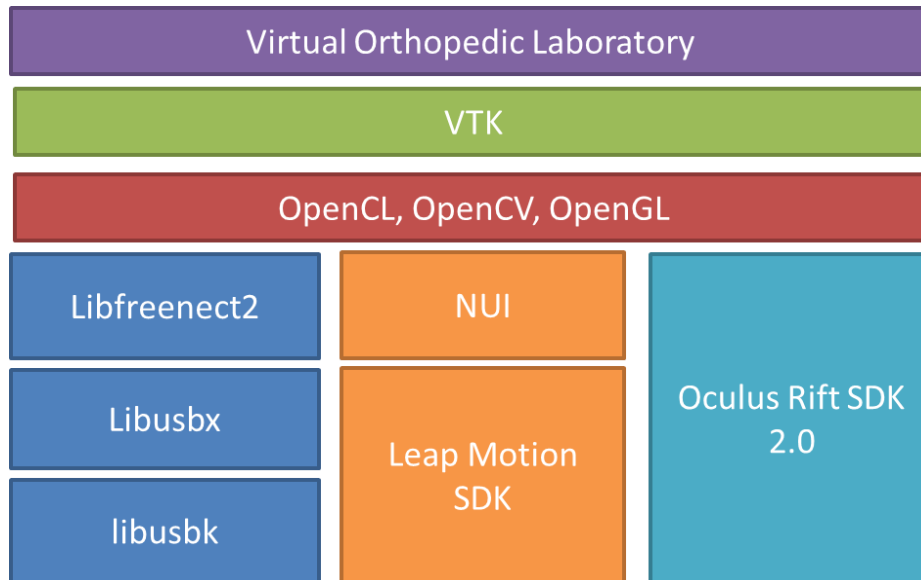 Virtual Orthopedic Laboratory
VTK
OpenCL, OpenCV, OpenGL
Libfreenect2
NUI
Libusbx
Leap Motion
SDK
Oculus Rift SDK
2.0
libusbk